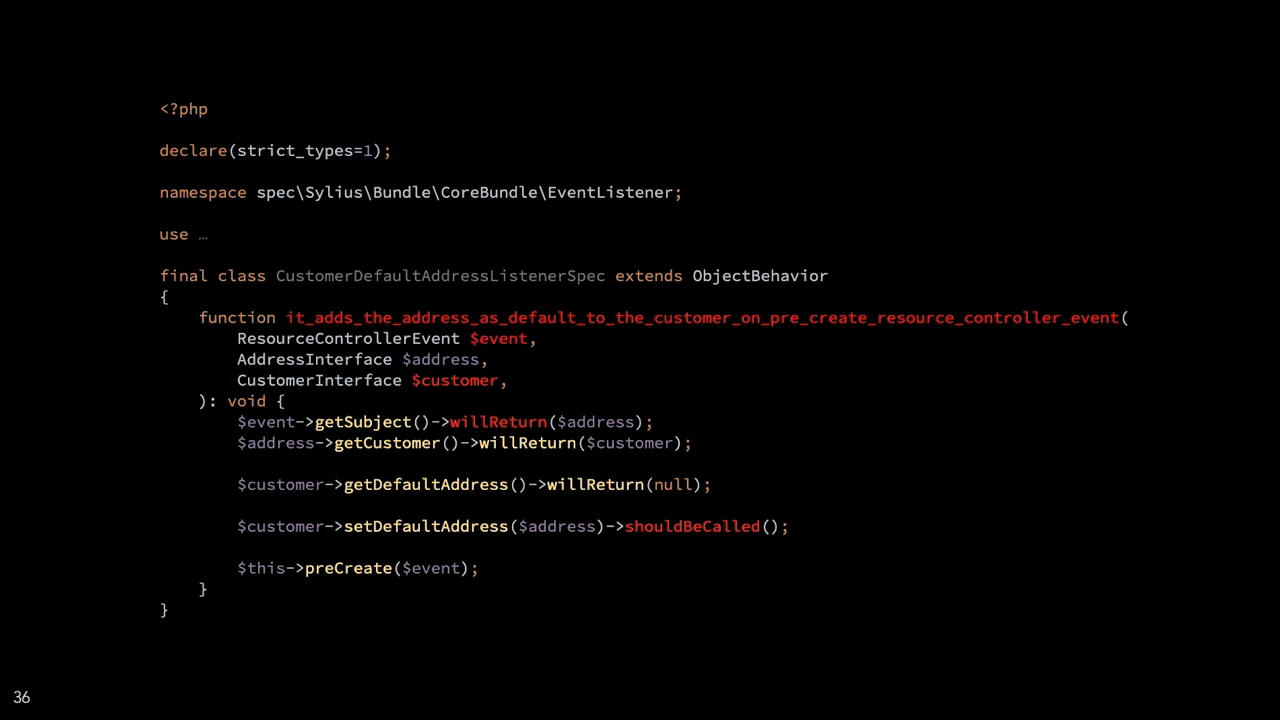 <?php
declare(strict_types=1);
namespace spec\Sylius\Bundle\CoreBundle\EventListener;
use …
final class CustomerDefaultAddressListenerSpec extends ObjectBehavior
{
function it_adds_the_address_as_default_to_the_customer_on_pre_create_resource_controller_event(
ResourceControllerEvent $event,
AddressInterface $address,
CustomerInterface $customer,
): void {
$event->getSubject()->willReturn($address);
$address->getCustomer()->willReturn($customer);
$customer->getDefaultAddress()->willReturn(null);
$customer->setDefaultAddress($address)->shouldBeCalled();
$this->preCreate($event);
}
}
36